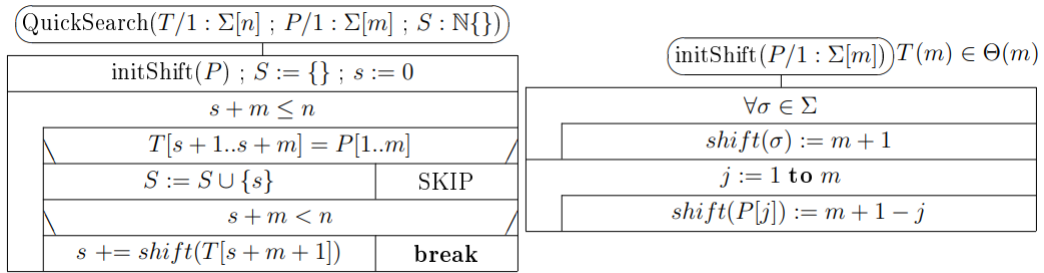 QuickSearch(T/1 : Σ[n] ; P/1 : Σ[m] ; S : ℕ{})
initShift(P) ; S := {} ; s := 0
s + m ≤ n
T[s + 1..s + m] = P[1..m]
S := S ∪ {s}
SKIP
s + m < n
s += shift(T[s + m + 1])
break
initShift(P/1 : Σ[m]) T(m) ∈ Θ(m)
∀σ ∈ Σ
shift(σ) := m + 1
j := 1 to m
shift(P[j]) := m + 1 − j